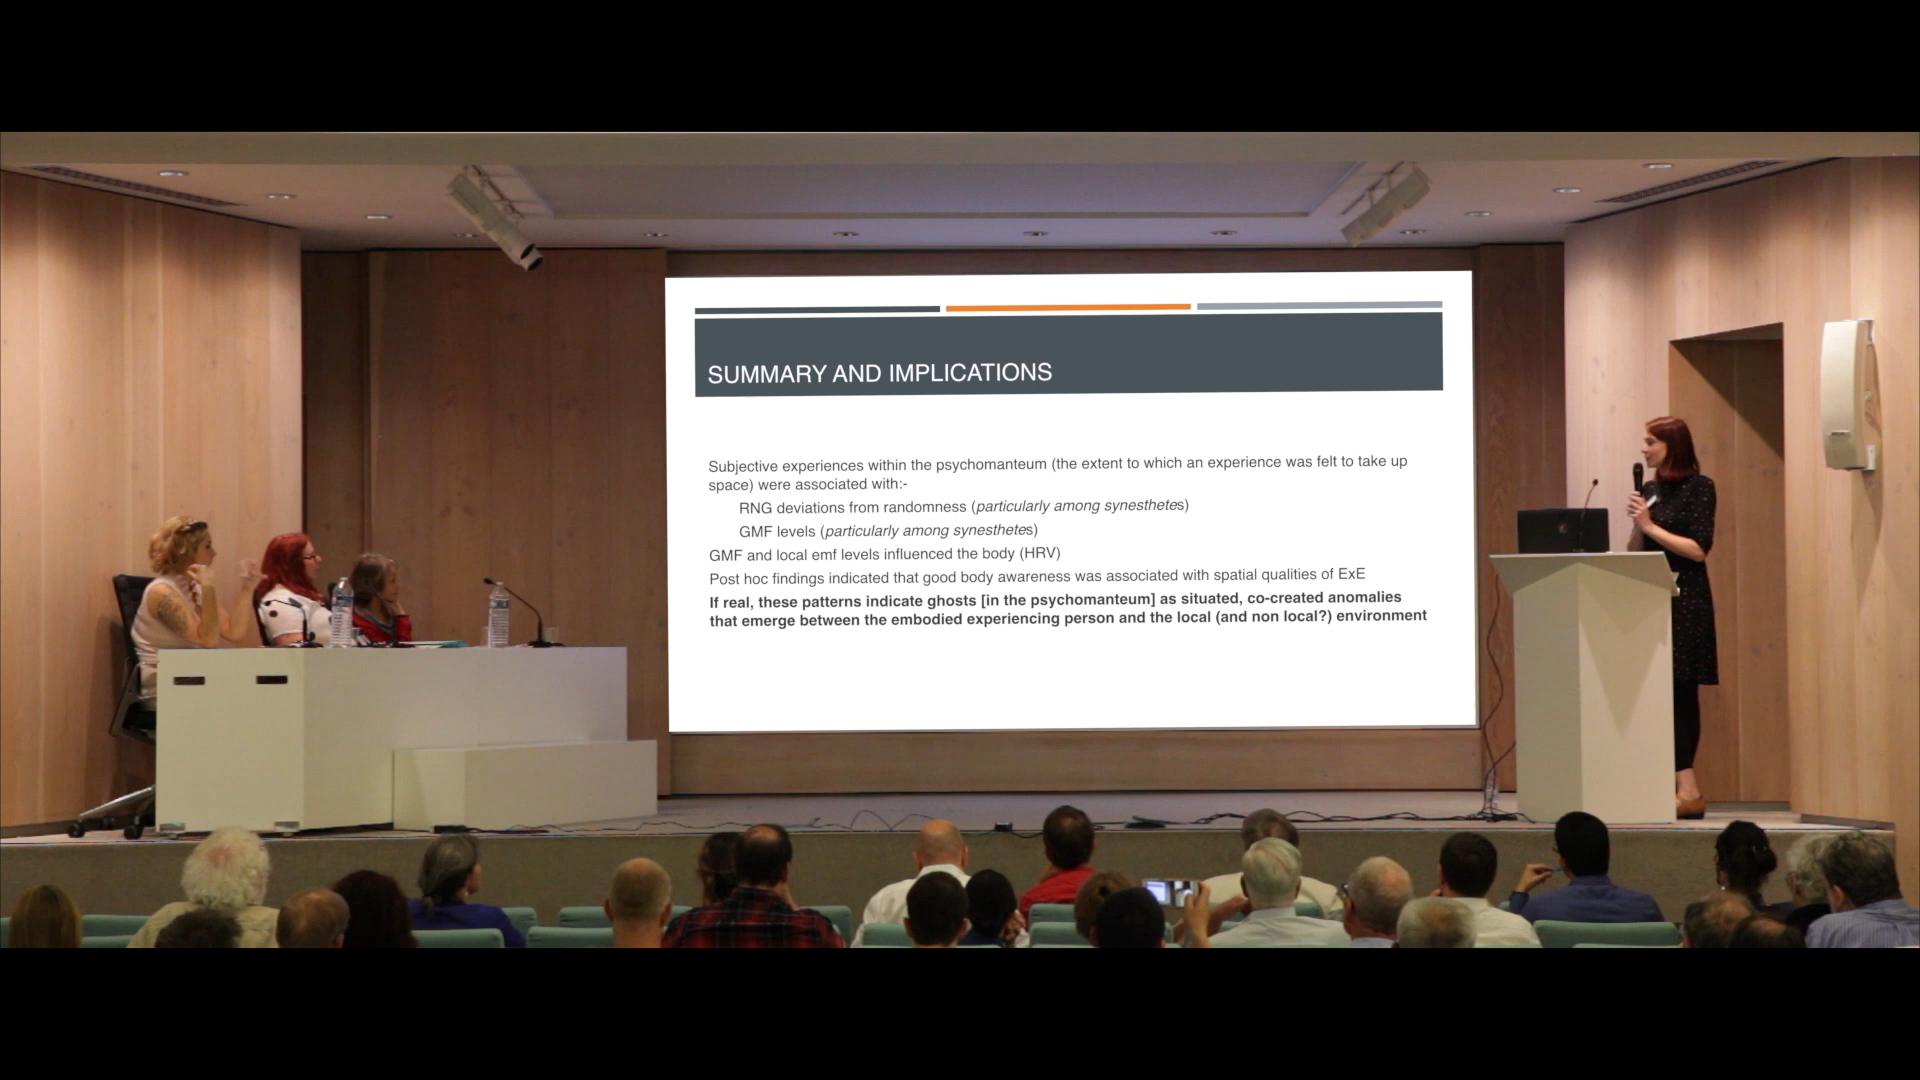 SUMMARY AND IMPLICATIONS
Subjective experiences within the psychomanteum (the extent to which an experience was felt to take up
space) were associated with:-
RNG deviations from randomness (particularly among synesthetes)
GMF levels (particularly among synesthetes)
GMF and local emf levels influenced the body (HRV)
Post hoc findings indicated that good body awareness was associated with spatial qualities of ExE
If real, these patterns indicate ghosts [in the psychomanteum] as situated, co-created anomalies
that emerge between the embodied experiencing person and the local (and non local?) environment